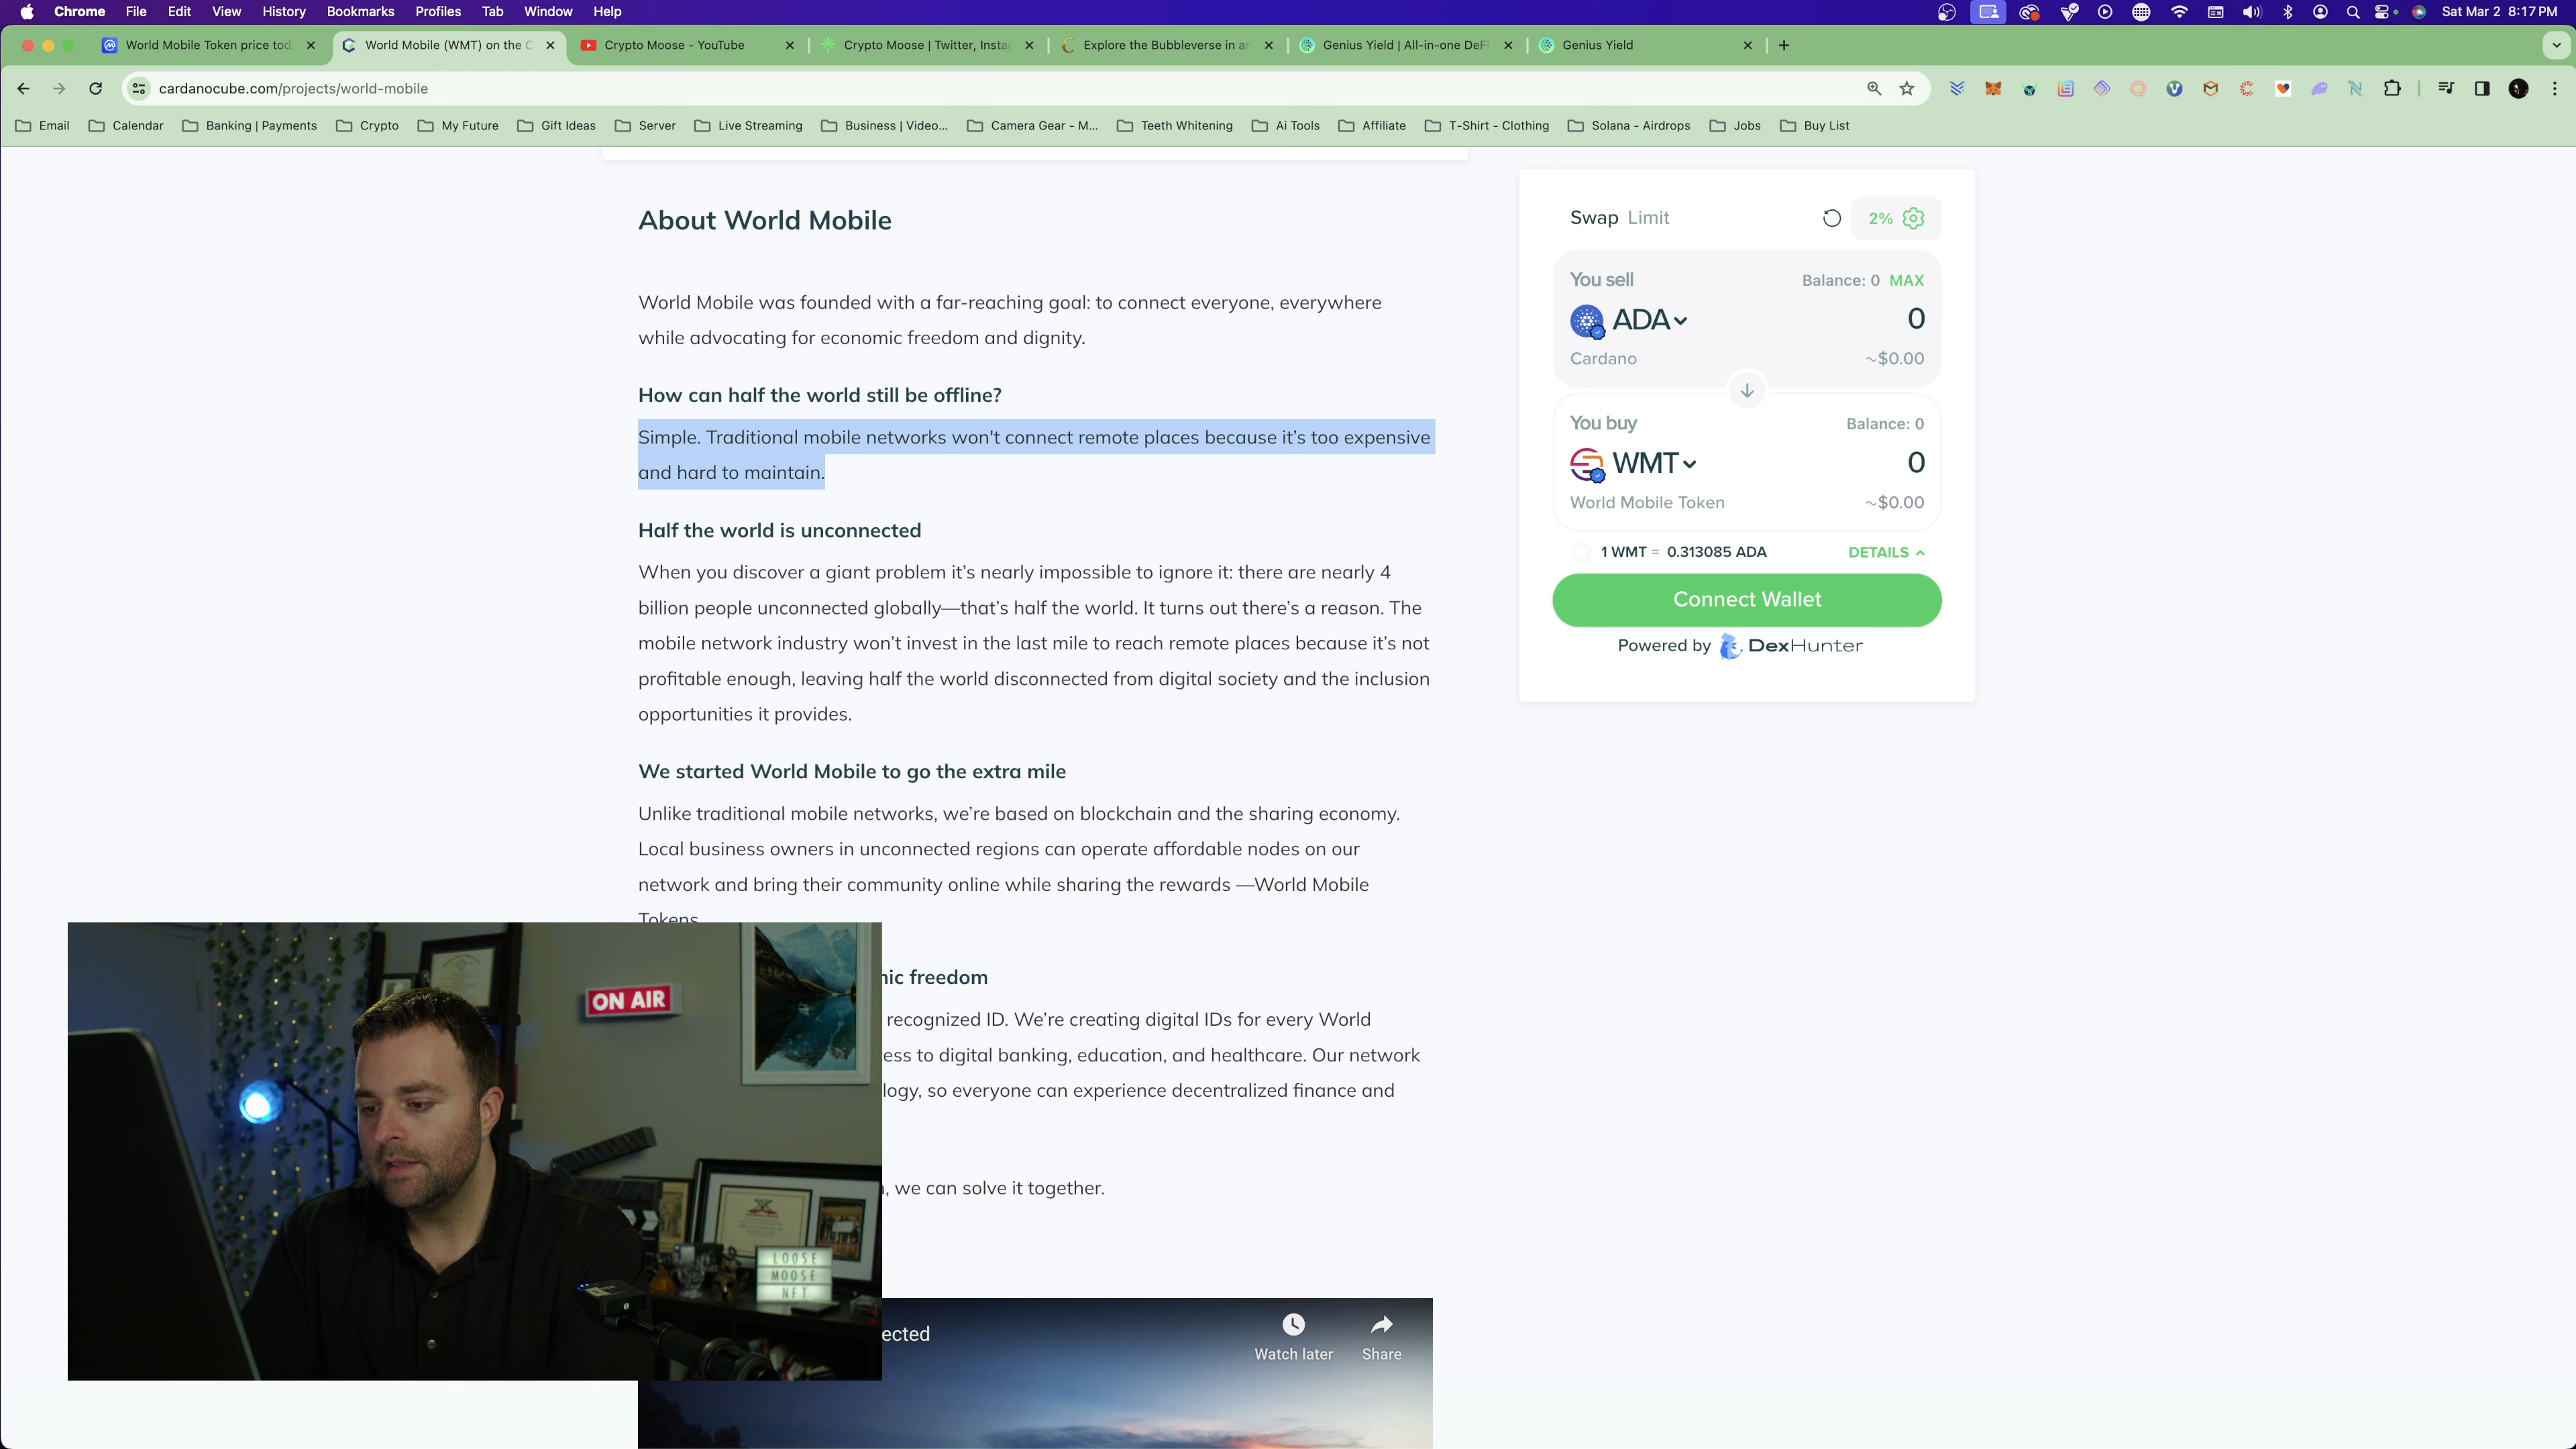 Chrome File Edit View History Bookmarks Profiles Tab Window Help Sat Mar 2 8:17 PM
World Mobile Token price tod World Mobile (WMT) on the C Crypto Moose - YouTube Crypto Moose | Twitter, Insta Explore the Bubbleverse in an Genius Yield | All-in-one DeFi Genius Yield
cardanocube.com/projects/world-mobile
Email Calendar Banking | Payments Crypto My Future Gift Ideas Server Live Streaming Business | Video... Camera Gear - M... Teeth Whitening Ai Tools Affiliate T-Shirt - Clothing Solana - Airdrops Jobs Buy List
About World Mobile
World Mobile was founded with a far-reaching goal: to connect everyone, everywhere
while advocating for economic freedom and dignity.
How can half the world still be offline?
Simple. Traditional mobile networks won't connect remote places because it’s too expensive
and hard to maintain.
Half the world is unconnected
When you discover a giant problem it’s nearly impossible to ignore it: there are nearly 4
billion people unconnected globally—that’s half the world. It turns out there’s a reason. The
mobile network industry won’t invest in the last mile to reach remote places because it’s not
profitable enough, leaving half the world disconnected from digital society and the inclusion
opportunities it provides.
We started World Mobile to go the extra mile
Unlike traditional mobile networks, we’re based on blockchain and the sharing economy.
Local business owners in unconnected regions can operate affordable nodes on our
network and bring their community online while sharing the rewards —World Mobile
Tokens.
nic freedom
recognized ID. We’re creating digital IDs for every World
ess to digital banking, education, and healthcare. Our network
logy, so everyone can experience decentralized finance and
, we can solve it together.
ected
Watch later Share
Swap Limit 2%
You sell Balance: 0 MAX
ADA 0
Cardano ~$0.00
You buy Balance: 0
WMT 0
World Mobile Token ~$0.00
1 WMT = 0.313085 ADA DETAILS
Connect Wallet
Powered by DexHunter
ON AIR
LOOSE
MOOSE
NFT